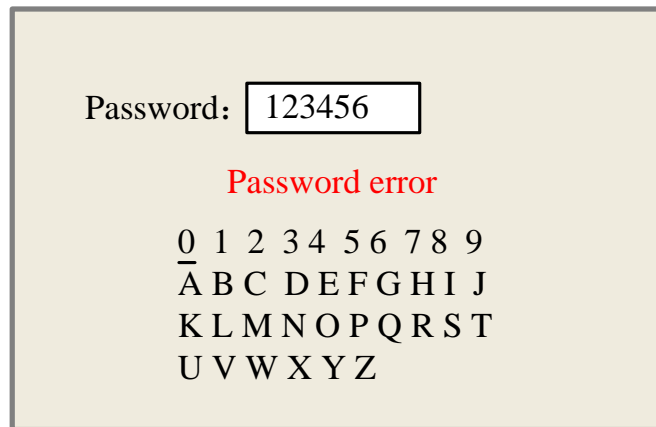 Password： 123456
Password error
0 1 2 3 4 5 6 7 8 9
A B C D E F G H I J
K L M N O P Q R S T
U V W X Y Z